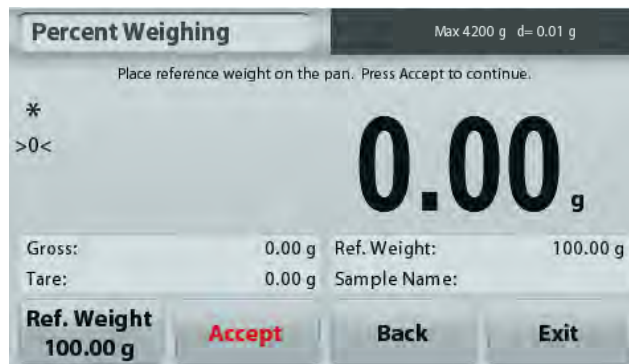 Percent Weighing
Max 4200 g d= 0.01 g
Place reference weight on the pan. Press Accept to continue.
*
>0<
0.00 g
Gross: 0.00 g Ref. Weight: 100.00 g
Tare: 0.00 g Sample Name:
Ref. Weight
100.00 g
Accept
Back
Exit